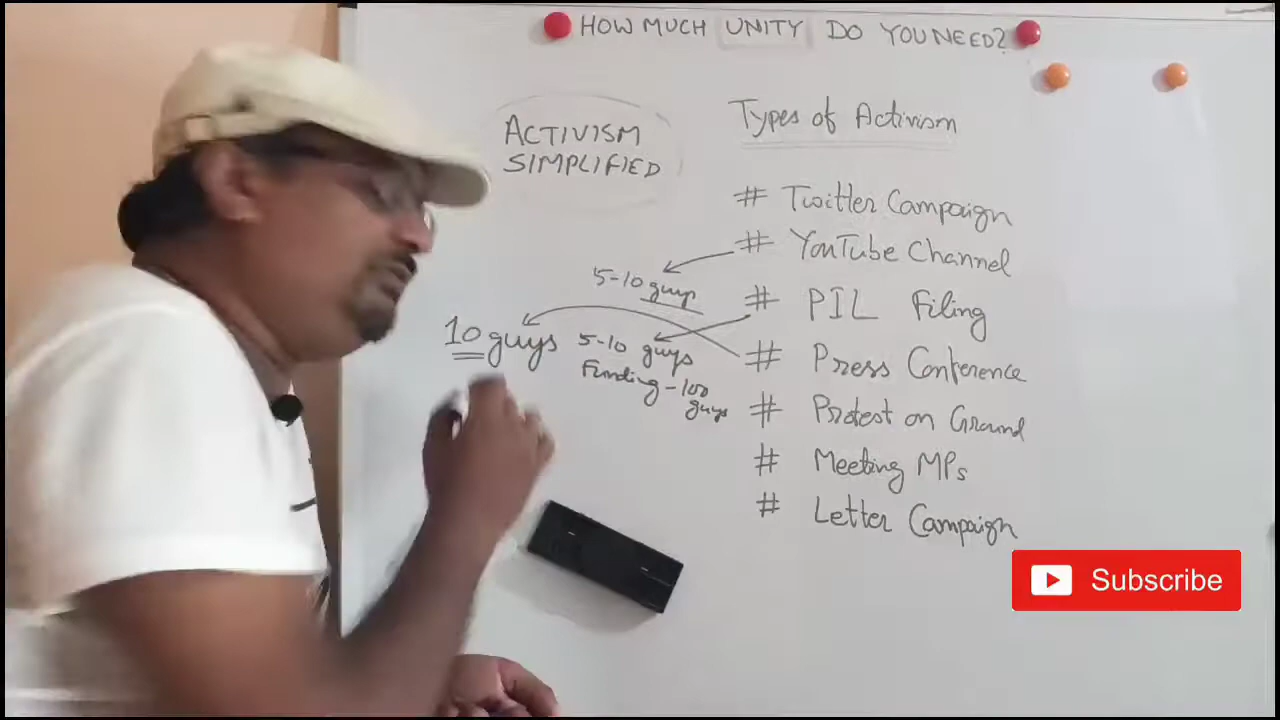 HOW MUCH UNITY DO YOU NEED?
ACTIVISM
SIMPLIFIED
Types of Activism
# Twitter Campaign
# YouTube Channel
5-10 guys
# PIL Filing
10 guys
5-10 guys
Funding - 100
guys
# Press Conference
# Protest on Ground
# Meeting MPs
# Letter Campaign
Subscribe